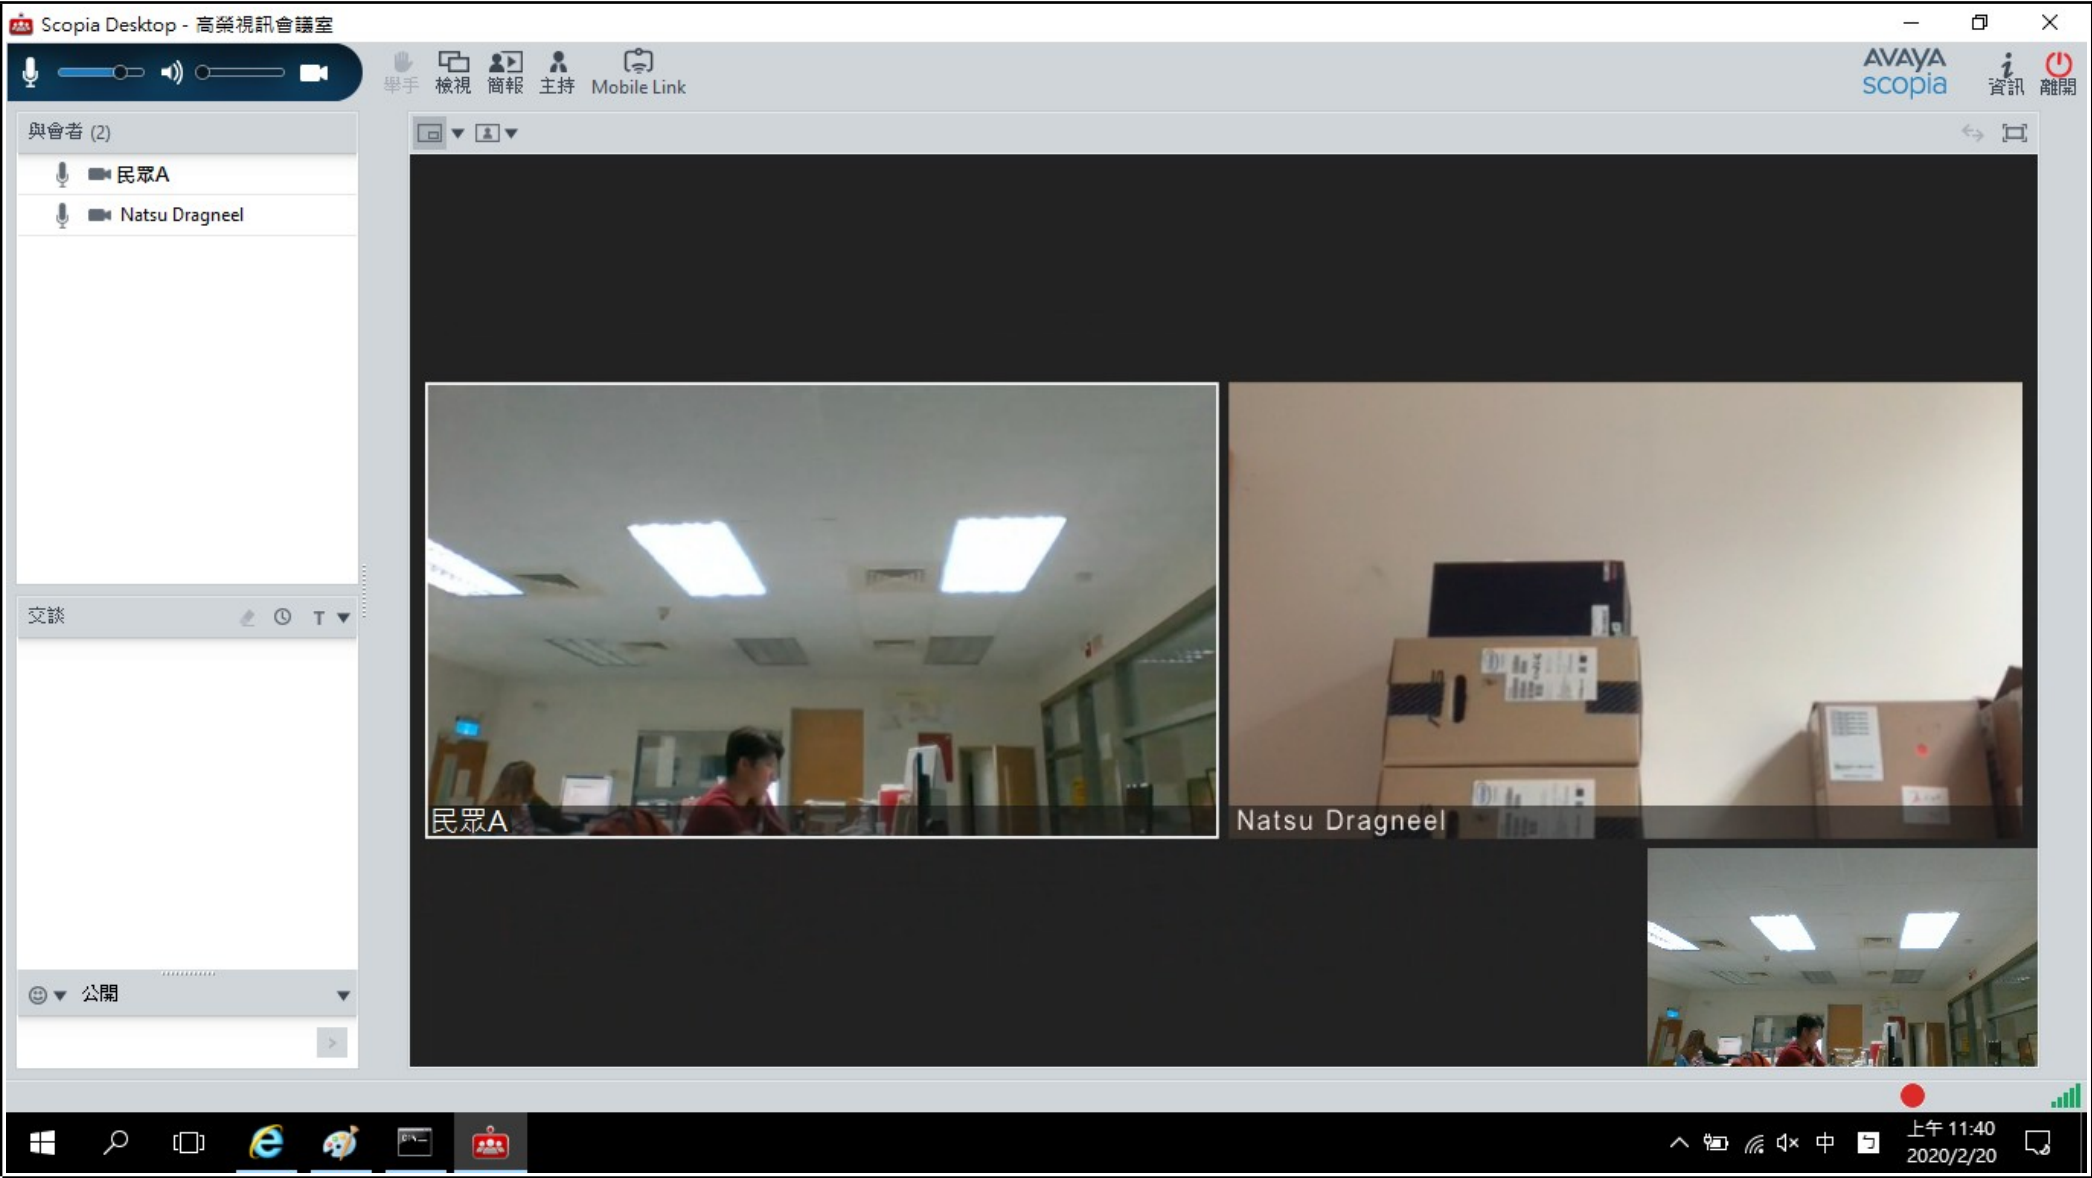 Scopia Desktop - 高榮視訊會議室
舉手 檢視 簡報 主持 Mobile Link
AVAYA
scopia
資訊 離開
與會者 (2)
民眾A
Natsu Dragneel
交談
T
公開
民眾A
Natsu Dragneel
中 ㄅ
上午 11:40
2020/2/20